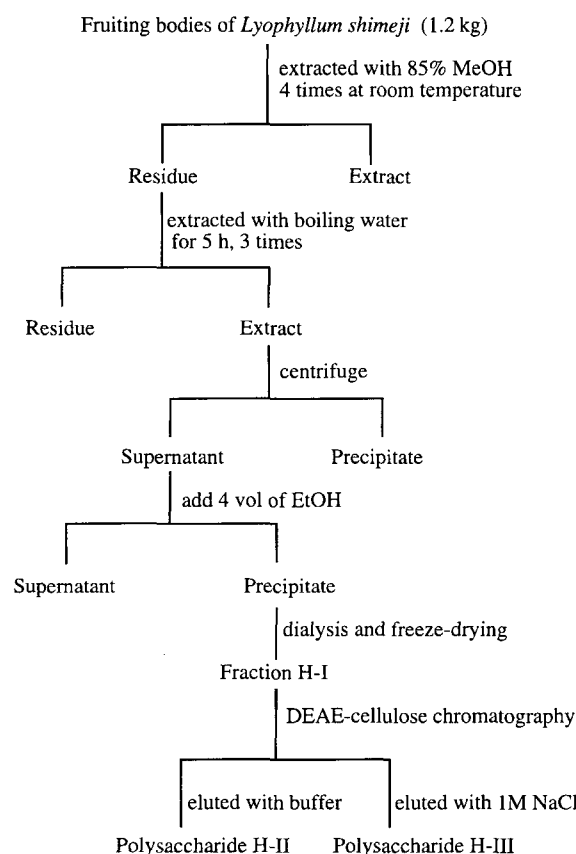 Fruiting bodies of Lyophyllum shimeji (1.2 kg)
extracted with 85% MeOH
4 times at room temperature
Residue Extract
extracted with boiling water
for 5 h, 3 times
Residue Extract
centrifuge
Supernatant Precipitate
add 4 vol of EtOH
Supernatant Precipitate
dialysis and freeze-drying
Fraction H-I
DEAE-cellulose chromatography
eluted with buffer eluted with 1M NaCl
Polysaccharide H-II Polysaccharide H-III